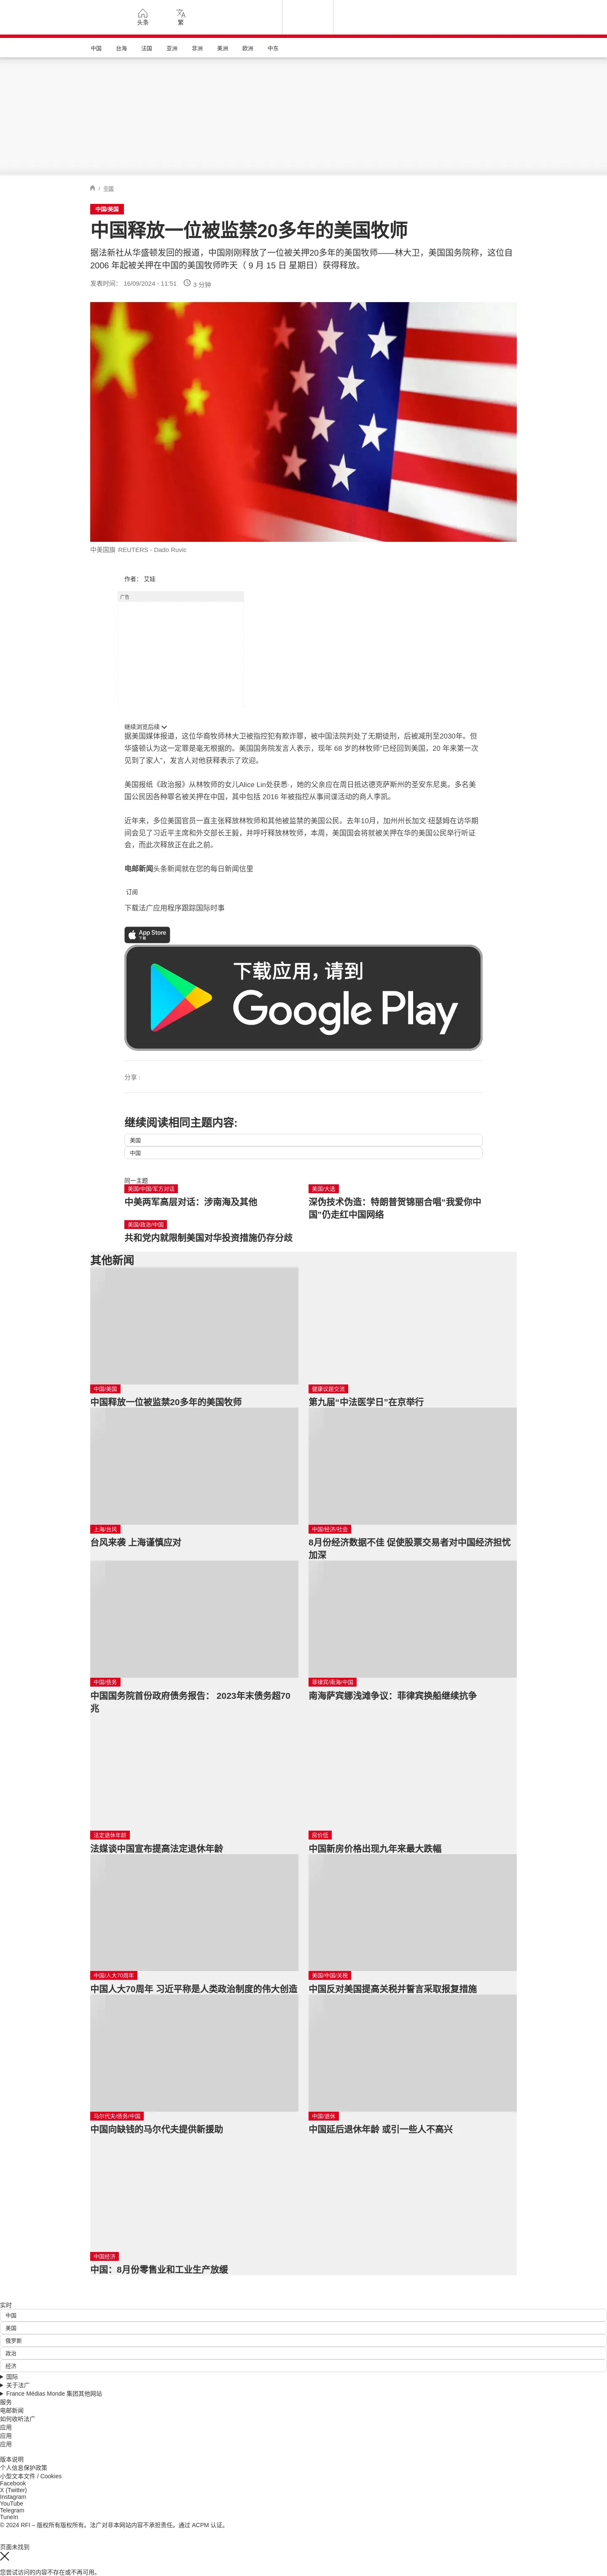 头条
繁
中国
台海
法国
亚洲
非洲
美洲
欧洲
中东
/ 中国
中国/美国
中国释放一位被监禁20多年的美国牧师
据法新社从华盛顿发回的报道，中国刚刚释放了一位被关押20多年的美国牧师——林大卫，美国国务院称，这位自
2006 年起被关押在中国的美国牧师昨天（ 9 月 15 日 星期日）获得释放。
发表时间： 16/09/2024 - 11:51
3 分钟
中美国旗 REUTERS - Dado Ruvic
作者： 艾娃
广告
继续浏览后续
据美国媒体报道，这位华裔牧师林大卫被指控犯有欺诈罪，被中国法院判处了无期徒刑，后被减刑至2030年。但
华盛顿认为这一定罪是毫无根据的。美国国务院发言人表示，现年 68 岁的林牧师“已经回到美国，20 年来第一次
见到了家人”，发言人对他获释表示了欢迎。
美国报纸《政治报》从林牧师的女儿Alice Lin处获悉·，她的父亲应在周日抵达德克萨斯州的圣安东尼奥。多名美
国公民因各种罪名被关押在中国，其中包括 2016 年被指控从事间谍活动的商人李凯。
近年来，多位美国官员一直主张释放林牧师和其他被监禁的美国公民。去年10月，加州州长加文·纽瑟姆在访华期
间会见了习近平主席和外交部长王毅，并呼吁释放林牧师，本周，美国国会将就被关押在华的美国公民举行听证
会，而此次释放正在此之前。
电邮新闻头条新闻就在您的每日新闻信里
订阅
下载法广应用程序跟踪国际时事
App Store
下载
下载应用，请到
Google Play
分享 :
继续阅读相同主题内容:
美国
中国
同一主题
美国/中国/军方对话
中美两军高层对话：涉南海及其他
美国/大选
深伪技术伪造：特朗普贺锦丽合唱“我爱你中
国”仍走红中国网络
美国/政治/中国
共和党内就限制美国对华投资措施仍存分歧
其他新闻
中国/美国
中国释放一位被监禁20多年的美国牧师
健康议题交流
第九届“中法医学日”在京举行
上海/台风
台风来袭 上海谨慎应对
中国/经济/社会
8月份经济数据不佳 促使股票交易者对中国经济担忧
加深
中国/债务
中国国务院首份政府债务报告： 2023年末债务超70
兆
菲律宾/南海/中国
南海萨宾娜浅滩争议：菲律宾换船继续抗争
法定退休年龄
法媒谈中国宣布提高法定退休年龄
房价低
中国新房价格出现九年来最大跌幅
中国/人大70周年
中国人大70周年 习近平称是人类政治制度的伟大创造
美国/中国/关税
中国反对美国提高关税并誓言采取报复措施
马尔代夫/债务/中国
中国向缺钱的马尔代夫提供新援助
中国/退休
中国延后退休年龄 或引一些人不高兴
中国经济
中国：8月份零售业和工业生产放缓
实时
中国
美国
俄罗斯
政治
经济
国际
关于法广
France Médias Monde 集团其他网站
服务
电邮新闻
如何收听法广
应用
应用
应用
版本说明
个人信息保护政策
小型文本文件 / Cookies
Facebook
X (Twitter)
Instagram
YouTube
Telegram
TuneIn
© 2024 RFI – 版权所有版权所有。法广对非本网站内容不承担责任。通过 ACPM 认证。
页面未找到
您尝试访问的内容不存在或不再可用。